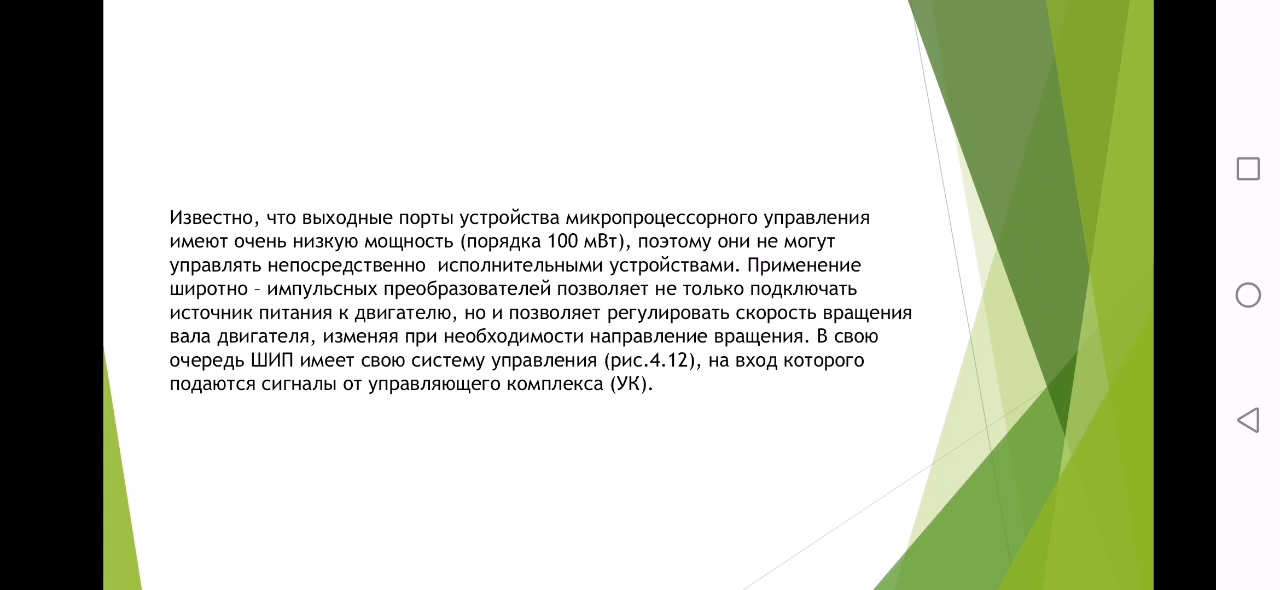 Известно, что выходные порты устройства микропроцессорного управления
имеют очень низкую мощность (порядка 100 мВт), поэтому они не могут
управлять непосредственно  исполнительными устройствами. Применение
широтно – импульсных преобразователей позволяет не только подключать
источник питания к двигателю, но и позволяет регулировать скорость вращения
вала двигателя, изменяя при необходимости направление вращения. В свою
очередь ШИП имеет свою систему управления (рис.4.12), на вход которого
подаются сигналы от управляющего комплекса (УК).